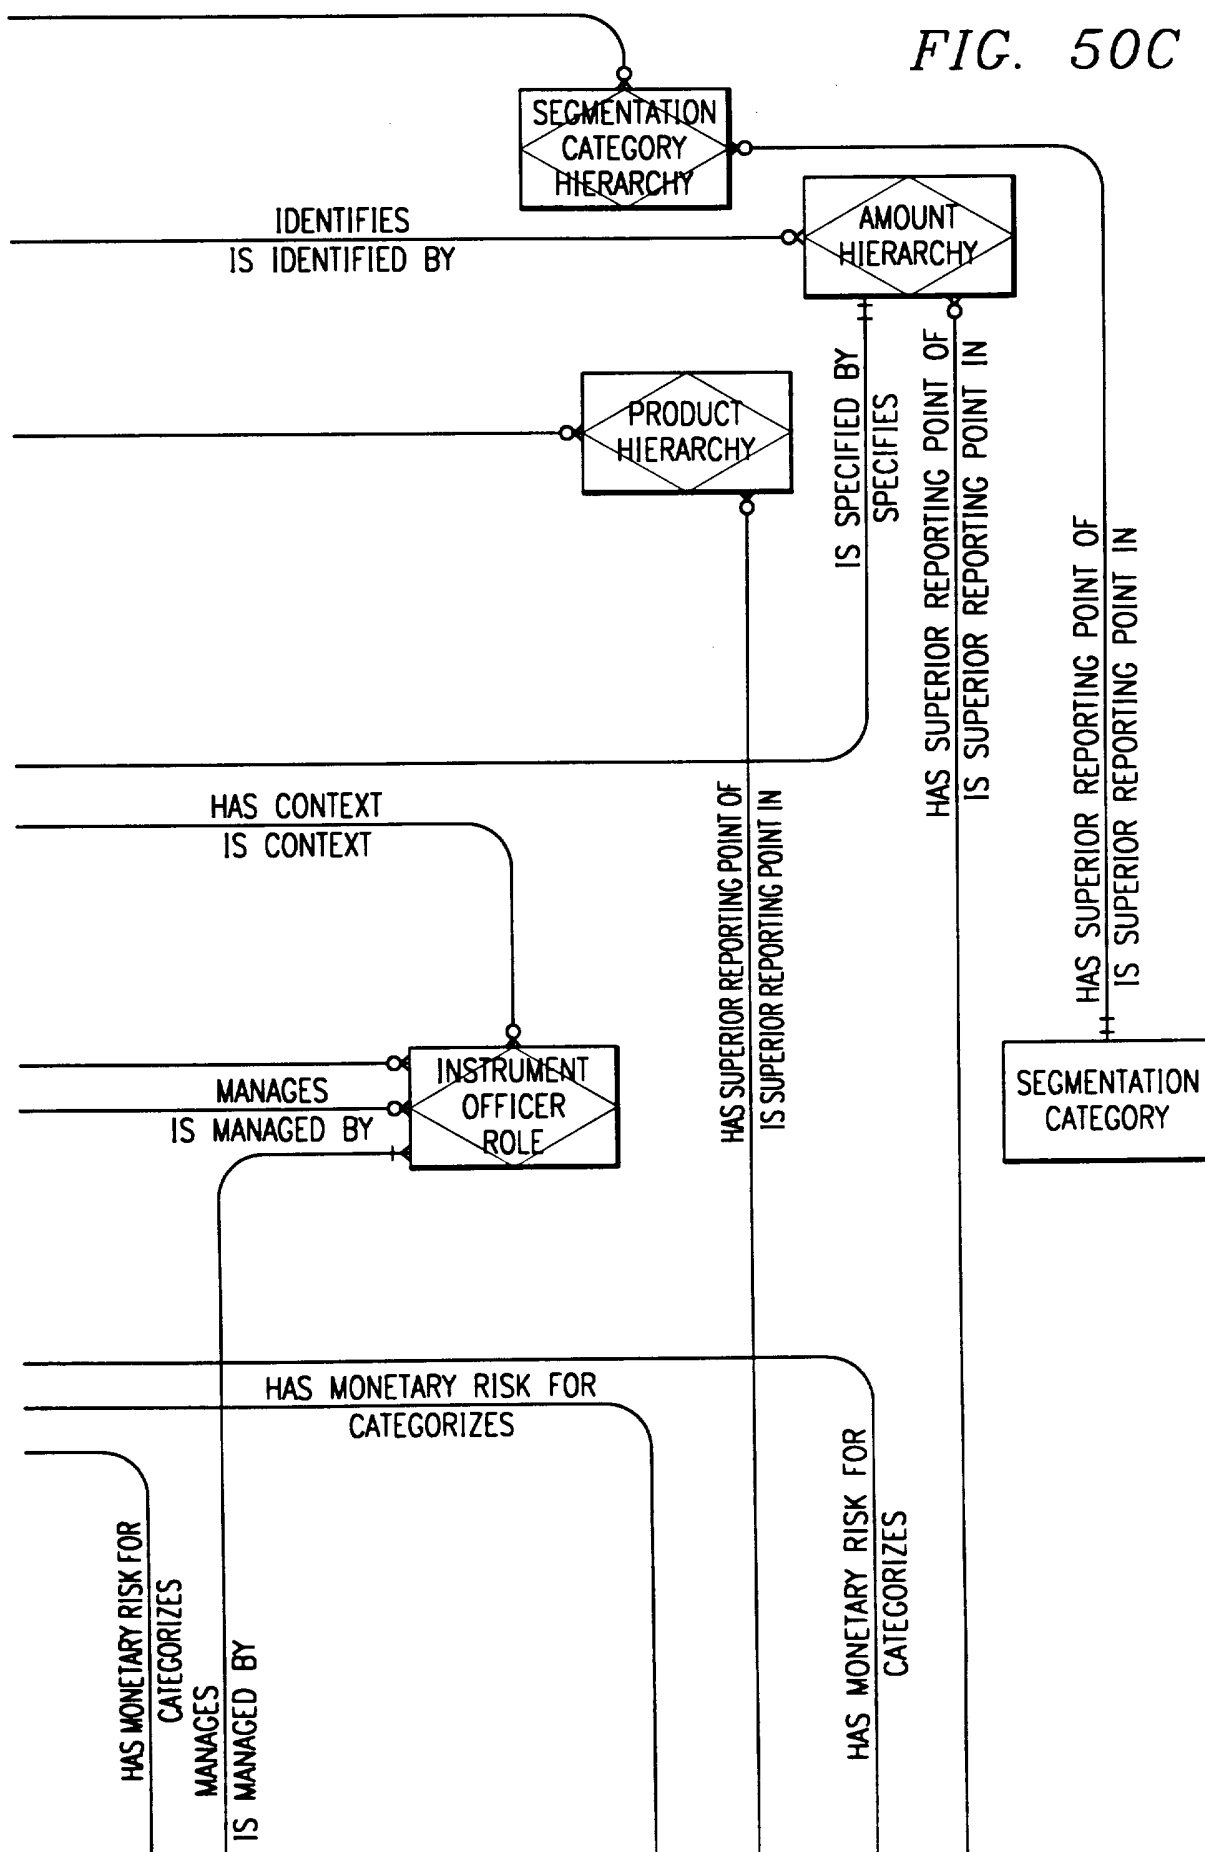 FIG. 50C
SEGMENTATION
CATEGORY
HIERARCHY
AMOUNT
HIERARCHY
IDENTIFIES
IS IDENTIFIED BY
PRODUCT
HIERARCHY
IS SPECIFIED BY
SPECIFIES
HAS SUPERIOR REPORTING POINT OF
IS SUPERIOR REPORTING POINT IN
HAS SUPERIOR REPORTING POINT OF
IS SUPERIOR REPORTING POINT IN
HAS CONTEXT
IS CONTEXT
HAS SUPERIOR REPORTING POINT OF
IS SUPERIOR REPORTING POINT IN
INSTRUMENT
OFFICER
ROLE
MANAGES
IS MANAGED BY
SEGMENTATION
CATEGORY
HAS MONETARY RISK FOR
CATEGORIZES
HAS MONETARY RISK FOR
CATEGORIZES
MANAGES
IS MANAGED BY
HAS MONETARY RISK FOR
CATEGORIZES